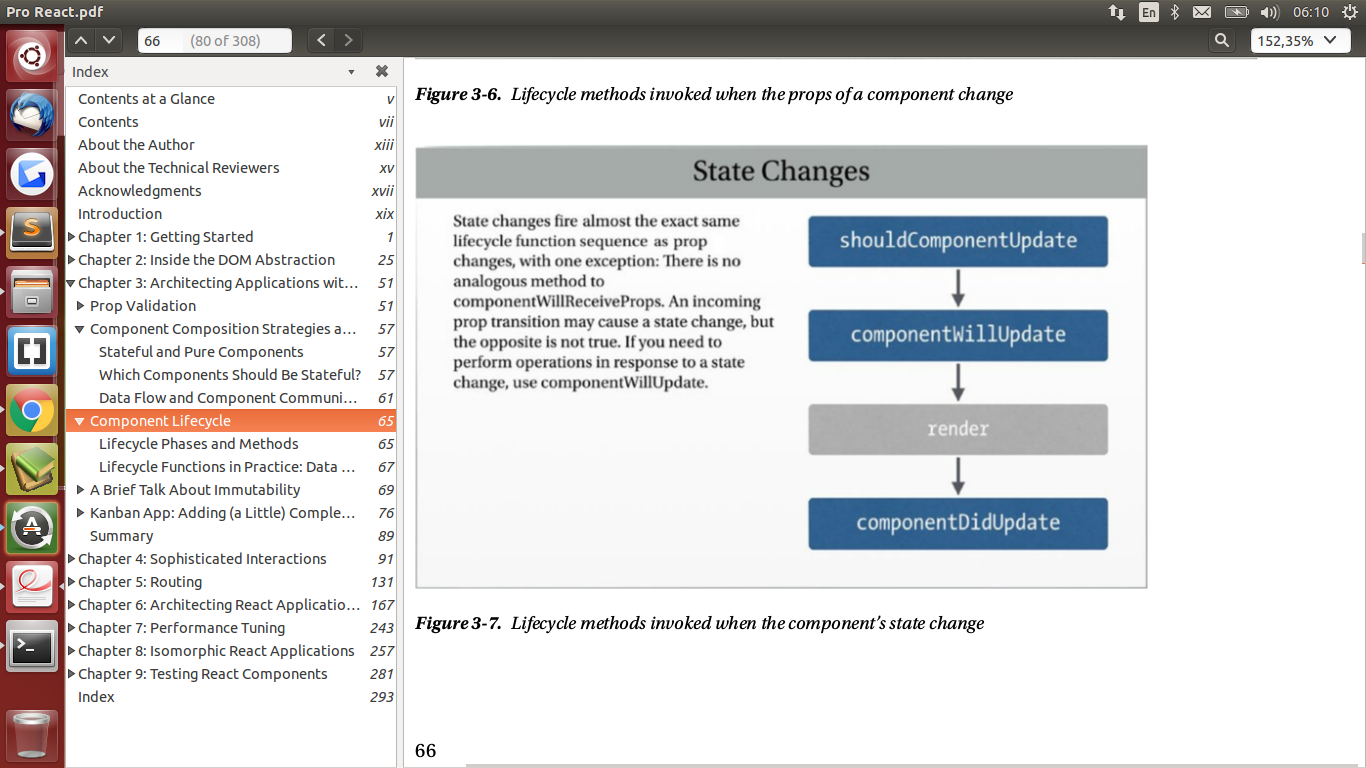 Pro React.pdf
En
06:10
66 (80 of 308)
152,35%
Index
Contents at a Glance v
Contents vii
About the Author xiii
About the Technical Reviewers xv
Acknowledgments xvii
Introduction xix
Chapter 1: Getting Started 1
Chapter 2: Inside the DOM Abstraction 25
Chapter 3: Architecting Applications wit... 51
Prop Validation 51
Component Composition Strategies a... 57
Stateful and Pure Components 57
Which Components Should Be Stateful? 57
Data Flow and Component Communi... 61
Component Lifecycle 65
Lifecycle Phases and Methods 65
Lifecycle Functions in Practice: Data ... 67
A Brief Talk About Immutability 69
Kanban App: Adding (a Little) Comple... 76
Summary 89
Chapter 4: Sophisticated Interactions 91
Chapter 5: Routing 131
Chapter 6: Architecting React Applicatio... 167
Chapter 7: Performance Tuning 243
Chapter 8: Isomorphic React Applications 257
Chapter 9: Testing React Components 281
Index 293
Figure 3-6. Lifecycle methods invoked when the props of a component change
State Changes
State changes fire almost the exact same
lifecycle function sequence as prop
changes, with one exception: There is no
analogous method to
componentWillReceiveProps. An incoming
prop transition may cause a state change, but
the opposite is not true. If you need to
perform operations in response to a state
change, use componentWillUpdate.
shouldComponentUpdate
componentWillUpdate
render
componentDidUpdate
Figure 3-7. Lifecycle methods invoked when the component's state change
66